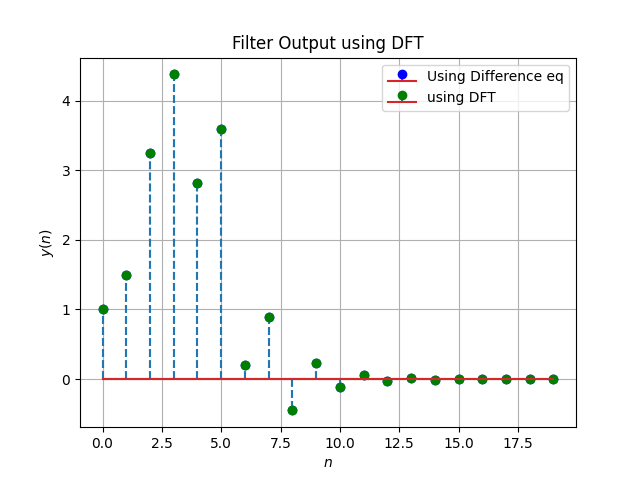 Filter Output using DFT
Using Difference eq
using DFT
4
3
2
1
0
y(n)
0.0 2.5 5.0 7.5 10.0 12.5 15.0 17.5
n